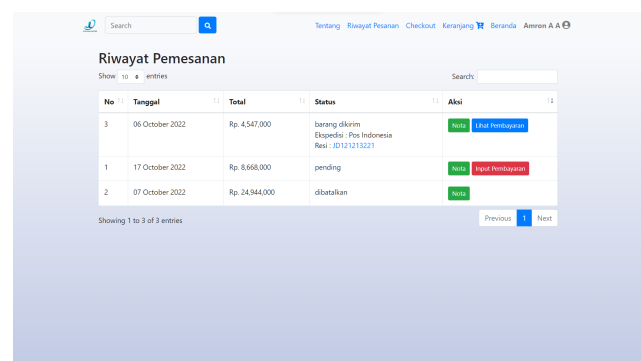 Search
Tentang Riwayat Pesanan Checkout Keranjang Beranda Amron A A
Riwayat Pemesanan
Show 10 entries
Search:
No Tanggal Total Status Aksi
3 06 October 2022 Rp. 4,547,000 barang dikirim Nota Lihat Pembayaran
Ekspedisi : Pos Indonesia
Resi : JD121213221
1 17 October 2022 Rp. 8,668,000 pending Nota Input Pembayaran
2 07 October 2022 Rp. 24,944,000 dibatalkan Nota
Showing 1 to 3 of 3 entries
Previous 1 Next